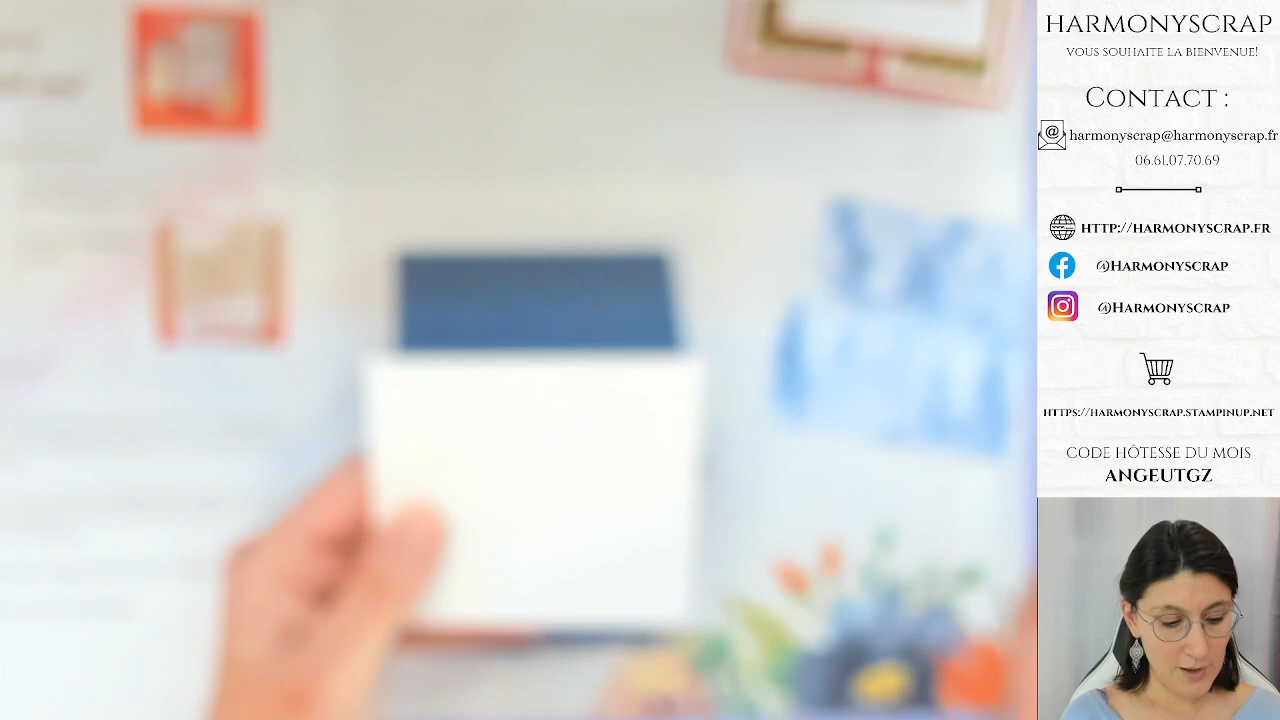 HARMONYSCRAP
VOUS SOUHAITE LA BIENVENUE!
CONTACT :
harmonyscrap@harmonyscrap.fr
06.61.07.70.69
HTTP://HARMONYSCRAP.FR
@HARMONYSCRAP
@HARMONYSCRAP
HTTPS://HARMONYSCRAP.STAMPINUP.NET
CODE HÔTESSE DU MOIS
ANGEUTGZ